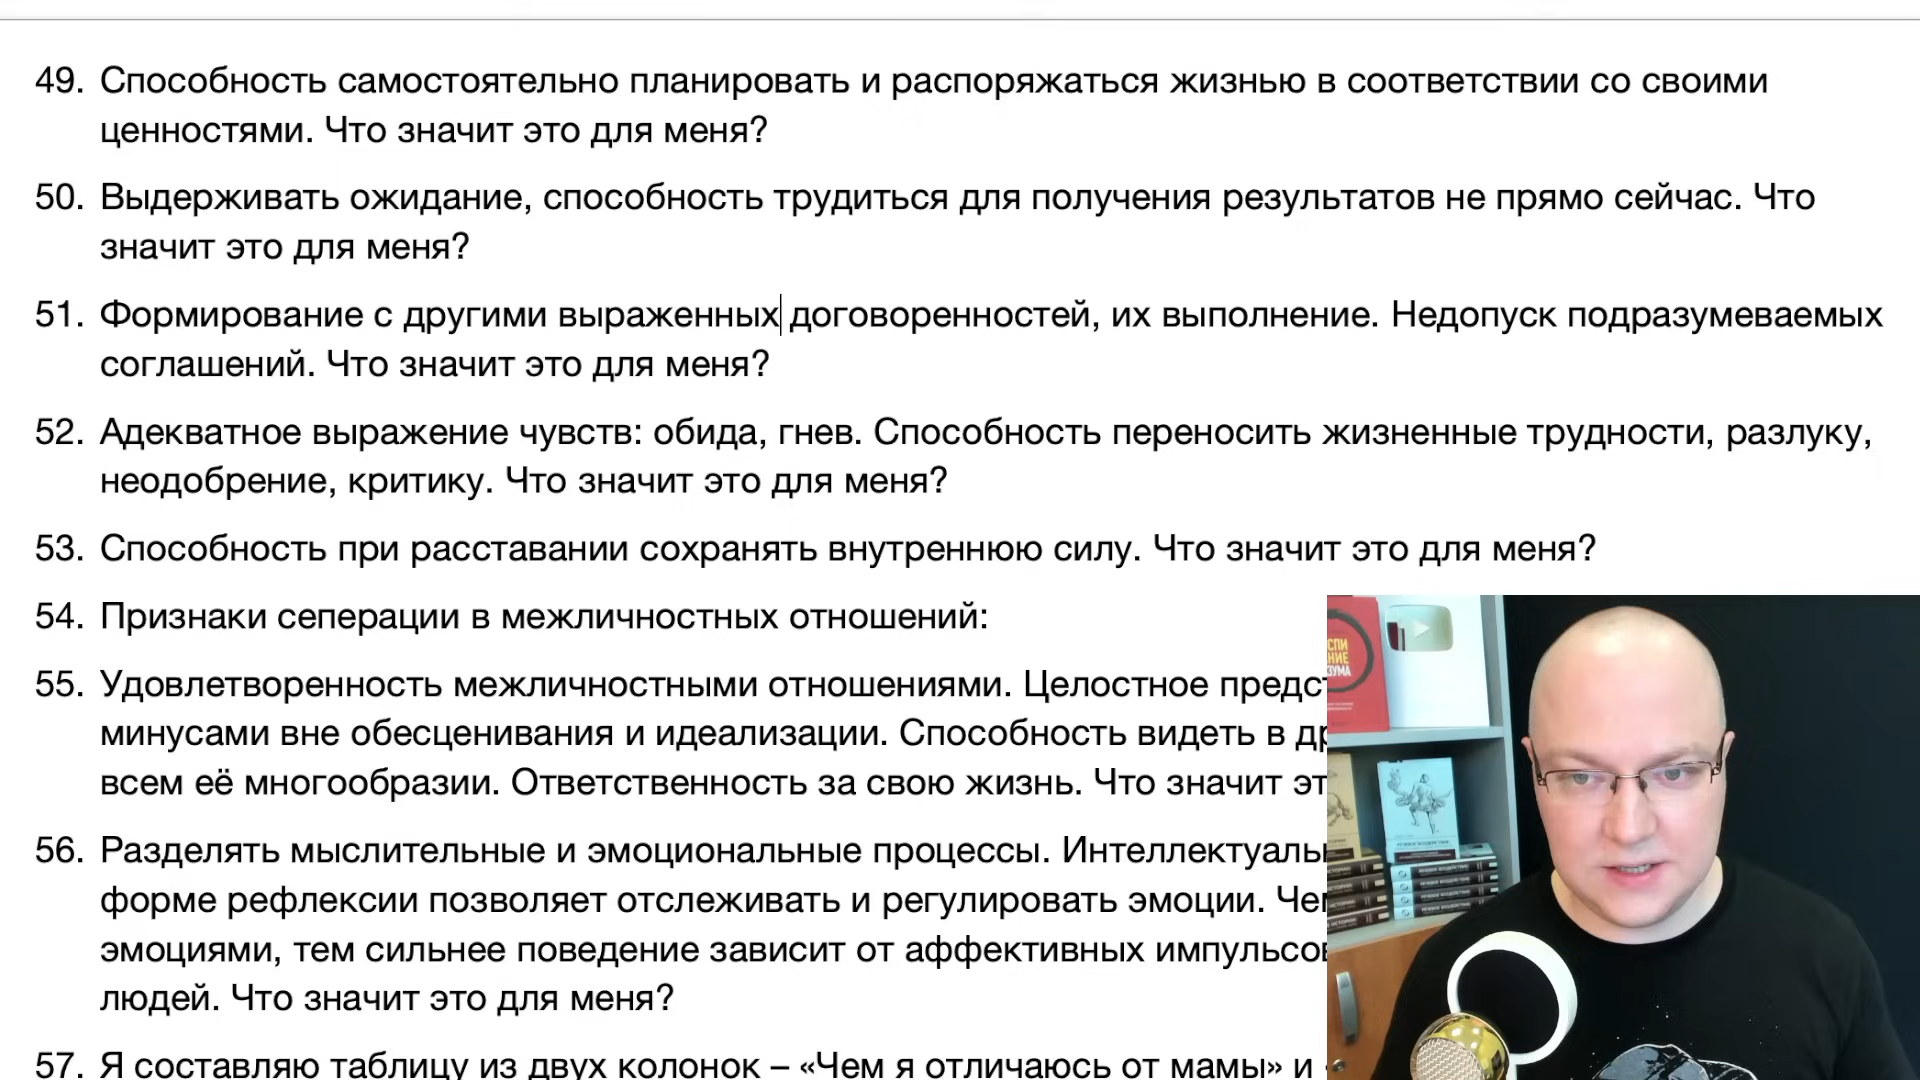 49. Способность самостоятельно планировать и распоряжаться жизнью в соответствии со своими
ценностями. Что значит это для меня?
50. Выдерживать ожидание, способность трудиться для получения результатов не прямо сейчас. Что
значит это для меня?
51. Формирование с другими выраженных договоренностей, их выполнение. Недопуск подразумеваемых
соглашений. Что значит это для меня?
52. Адекватное выражение чувств: обида, гнев. Способность переносить жизненные трудности, разлуку,
неодобрение, критику. Что значит это для меня?
53. Способность при расставании сохранять внутреннюю силу. Что значит это для меня?
54. Признаки сеперации в межличностных отношений:
55. Удовлетворенность межличностными отношениями. Целостное предс
минусами вне обесценивания и идеализации. Способность видеть в др
всем её многообразии. Ответственность за свою жизнь. Что значит эт
56. Разделять мыслительные и эмоциональные процессы. Интеллектуаль
форме рефлексии позволяет отслеживать и регулировать эмоции. Чем
эмоциями, тем сильнее поведение зависит от аффективных импульсов
людей. Что значит это для меня?
57. Я составляю таблицу из двух колонок – «Чем я отличаюсь от мамы» и